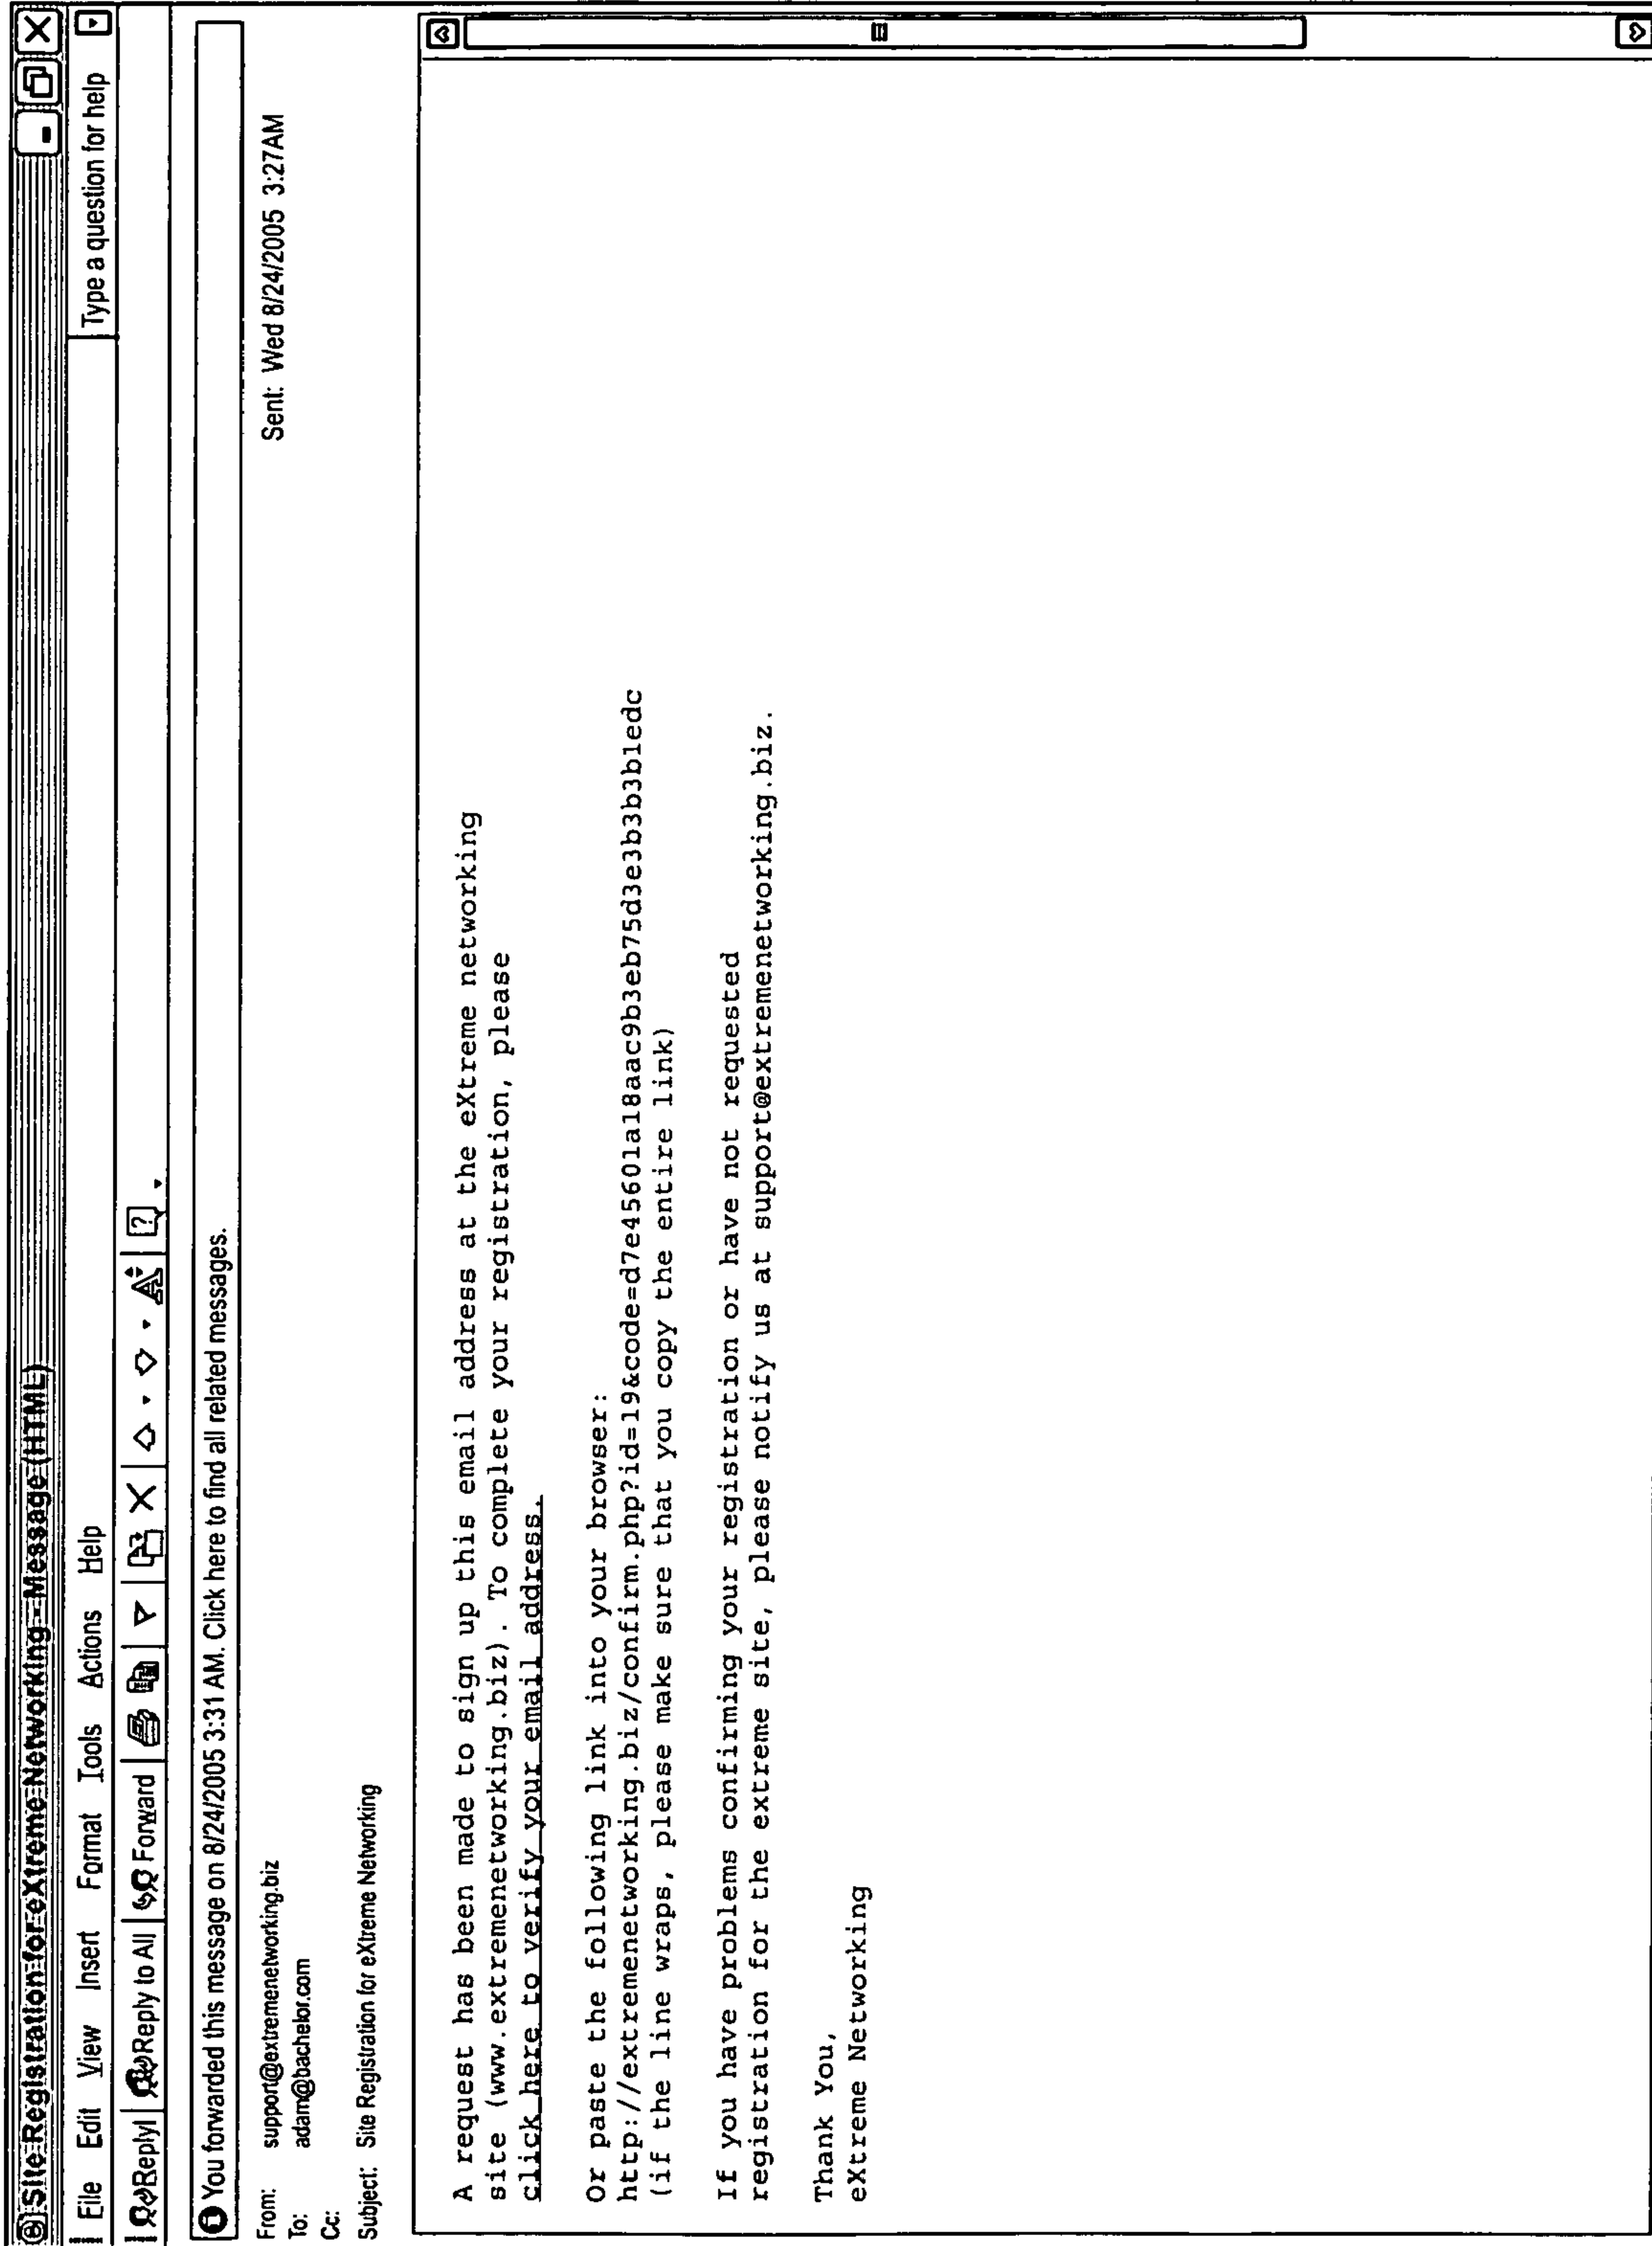 Site Registration for eXtreme Networking - Message (HTML)
File Edit View Insert Format Tools Actions Help Type a question for help
Reply Reply to All Forward
You forwarded this message on 8/24/2005 3:31 AM. Click here to find all related messages.
From: support@extremenetworking.biz Sent: Wed 8/24/2005 3:27AM
To: adam@bachelor.com
Cc:
Subject: Site Registration for eXtreme Networking
A request has been made to sign up this email address at the eXtreme networking
site (www.extremenetworking.biz). To complete your registration, please
click here to verify your email address.
Or paste the following link into your browser:
http://extremenetworking.biz/confirm.php?id=19&code=d7e45601a18aac9b3eb75d3e3b3b1edc
(if the line wraps, please make sure that you copy the entire link)
If you have problems confirming your registration or have not requested
registration for the extreme site, please notify us at support@extremenetworking.biz.
Thank You,
eXtreme Networking